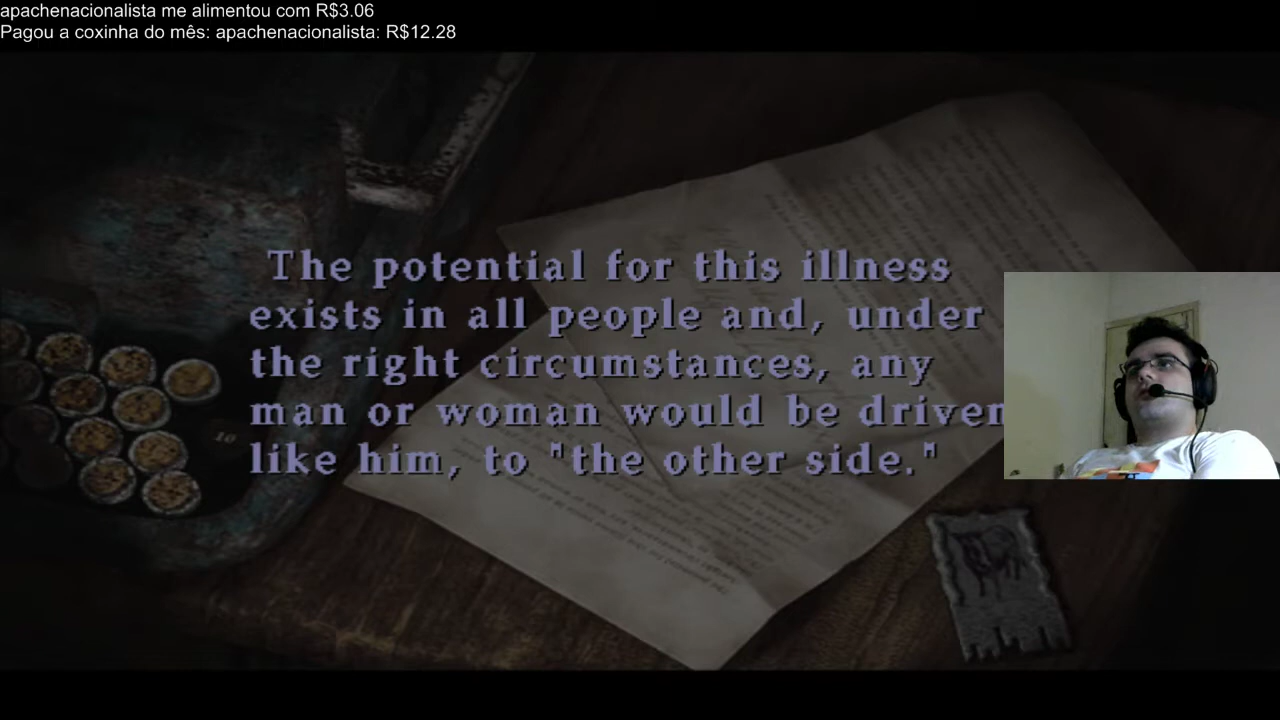 apachenacionalista me alimentou com R$3.06
Pagou a coxinha do mês: apachenacionalista: R$12.28
The potential for this illness
exists in all people and, under
the right circumstances, any
man or woman would be driven
like him, to "the other side."
10